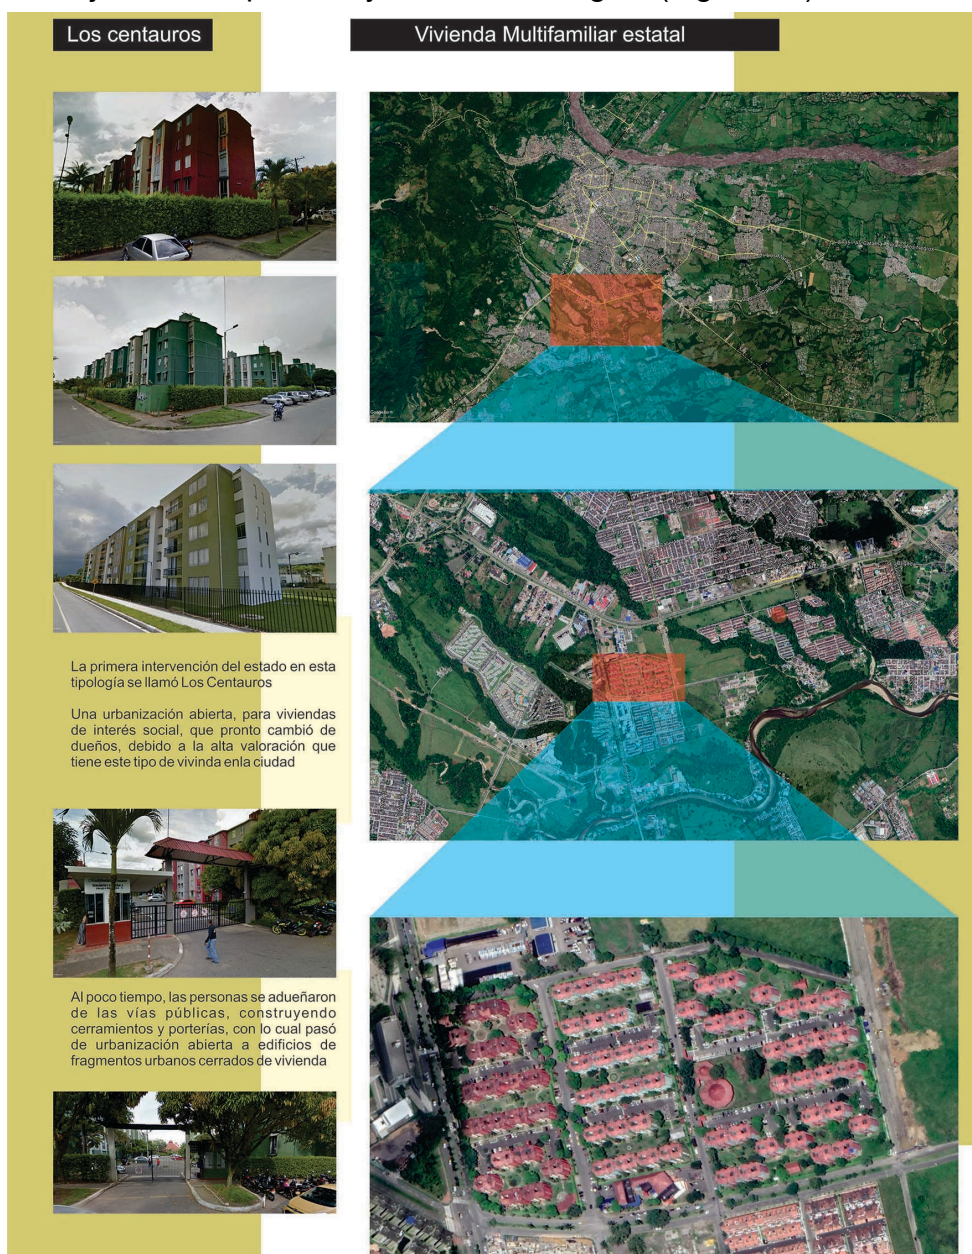 Los centauros
Vivienda Multifamiliar estatal
La primera intervención del estado en esta
tipología se llamó Los Centauros
Una urbanización abierta, para viviendas
de interés social, que pronto cambió de
dueños, debido a la alta valoración que
tiene este tipo de vivinda enla ciudad
Al poco tiempo, las personas se adueñaron
de las vías públicas, construyendo
cerramientos y porterías, con lo cual pasó
de urbanización abierta a edificios de
fragmentos urbanos cerrados de vivienda